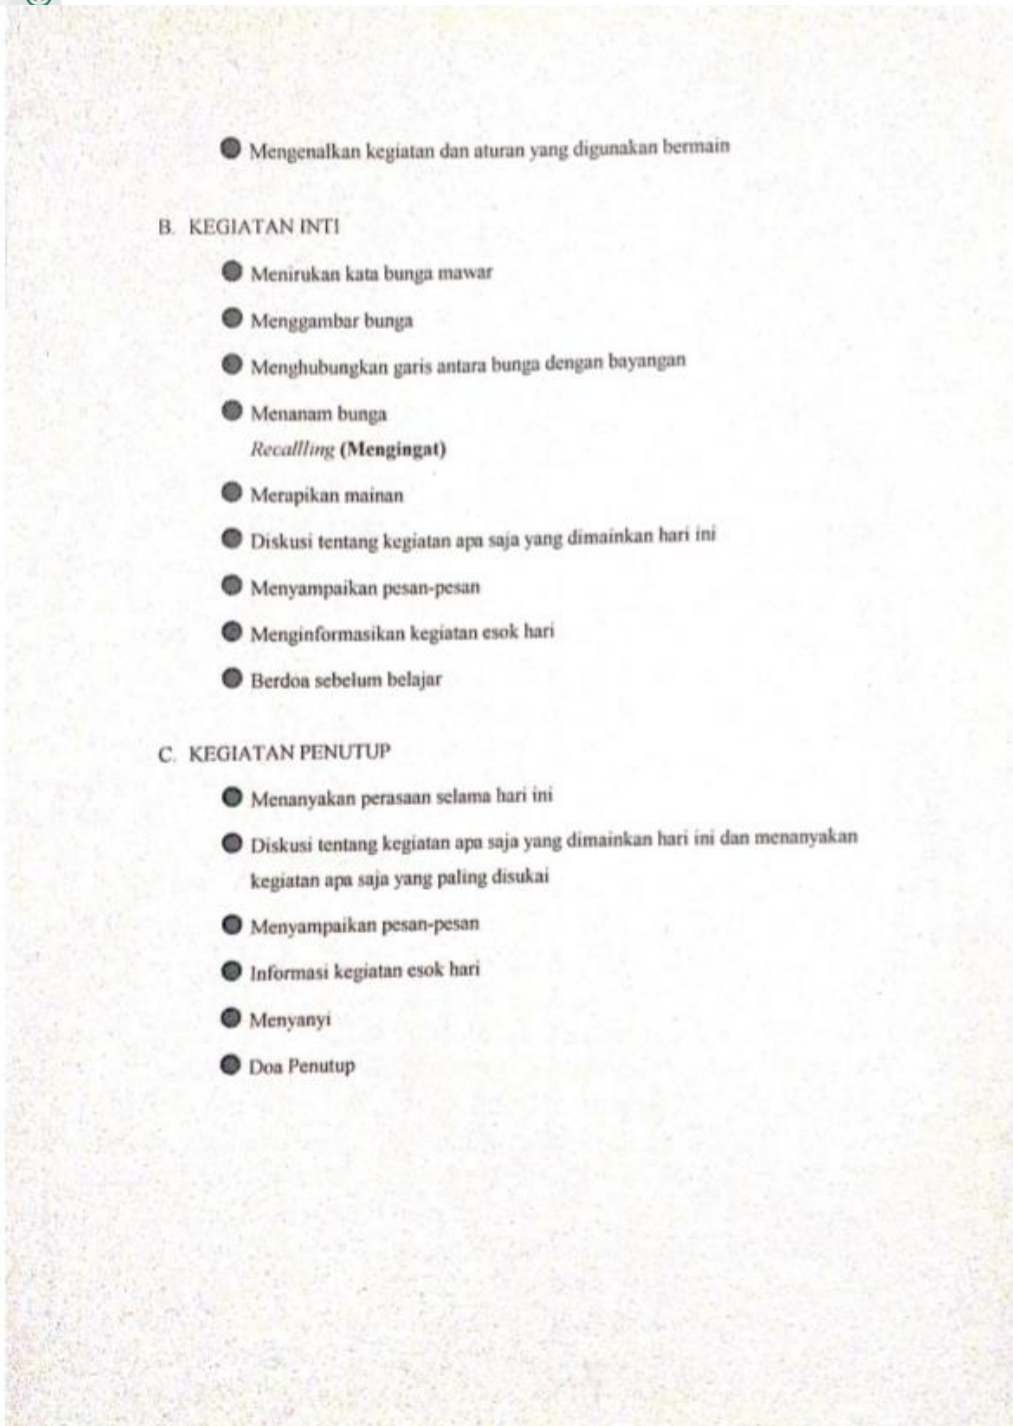 ● Mengenalkan kegiatan dan aturan yang digunakan bermain
B. KEGIATAN INTI
● Menirukan kata bunga mawar
● Menggambar bunga
● Menghubungkan garis antara bunga dengan bayangan
● Menanam bunga
Recallling (Mengingat)
● Merapikan mainan
● Diskusi tentang kegiatan apa saja yang dimainkan hari ini
● Menyampaikan pesan-pesan
● Menginformasikan kegiatan esok hari
● Berdoa sebelum belajar
C. KEGIATAN PENUTUP
● Menanyakan perasaan selama hari ini
● Diskusi tentang kegiatan apa saja yang dimainkan hari ini dan menanyakan
kegiatan apa saja yang paling disukai
● Menyampaikan pesan-pesan
● Informasi kegiatan esok hari
● Menyanyi
● Doa Penutup